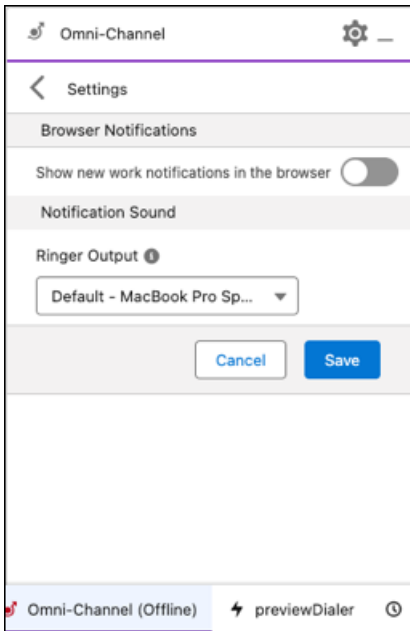 Omni-Channel
Settings
Browser Notifications
Show new work notifications in the browser
Notification Sound
Ringer Output
Default - MacBook Pro Sp...
Cancel Save
Omni-Channel (Offline) previewDialer